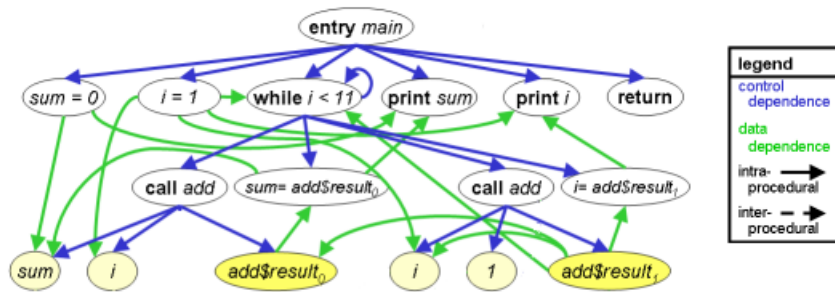 entry main
sum = 0
i = 1
while i < 11
print sum
print i
return
call add
sum= add$result0
call add
i= add$result1
sum
i
add$result0
i
1
add$result1
legend
control
dependence
data
dependence
intra-
procedural
inter-
procedural